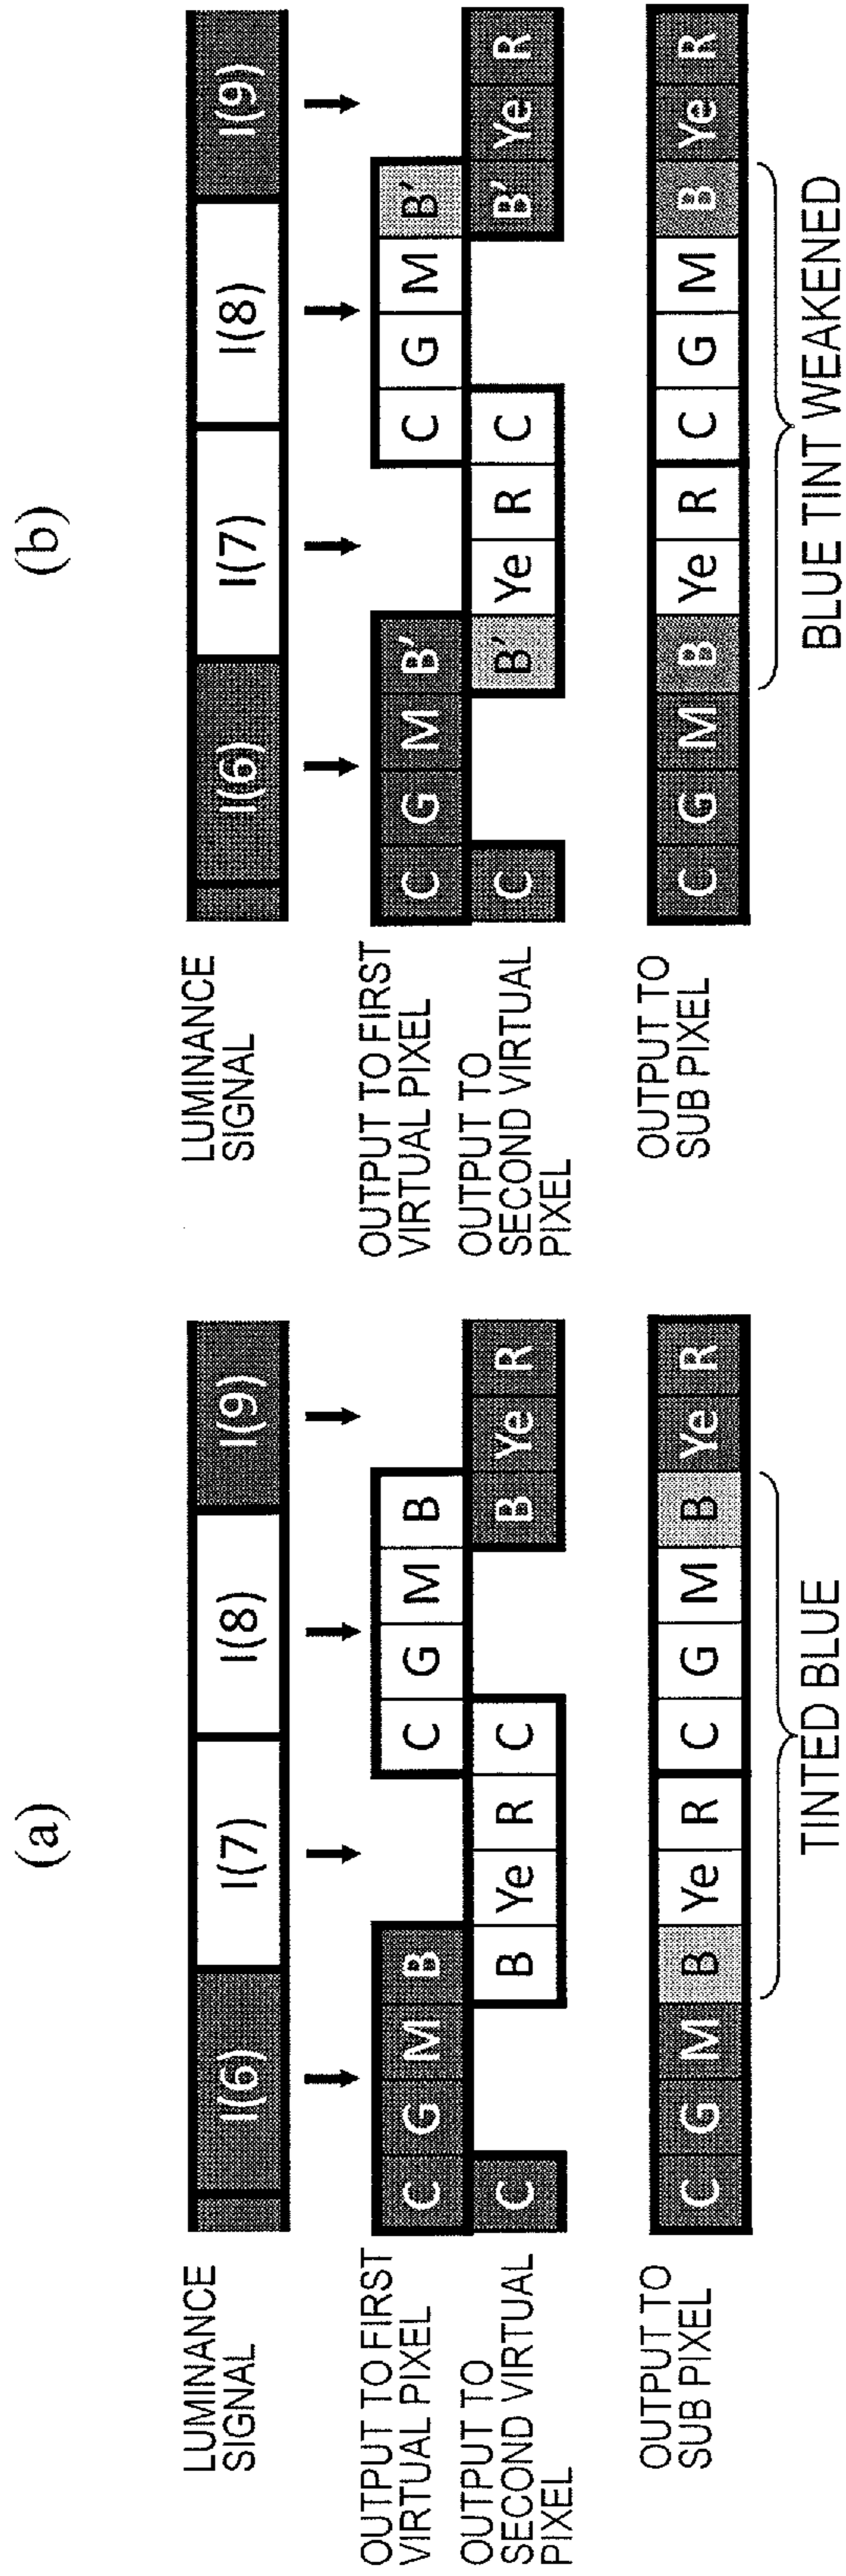 (a)
LUMINANCE
SIGNAL
I(6) I(7) I(8) I(9)
OUTPUT TO FIRST
VIRTUAL PIXEL
C G M B C G M B
OUTPUT TO
SECOND VIRTUAL
PIXEL
C B Ye R C B Ye R
OUTPUT TO
SUB PIXEL
C G M B Ye R C G M B Ye R
TINTED BLUE
(b)
LUMINANCE
SIGNAL
I(6) I(7) I(8) I(9)
OUTPUT TO FIRST
VIRTUAL PIXEL
C G M B' C G M B'
OUTPUT TO
SECOND VIRTUAL
PIXEL
C B' Ye R C B' Ye R
OUTPUT TO
SUB PIXEL
C G M B Ye R C G M B Ye R
BLUE TINT WEAKENED